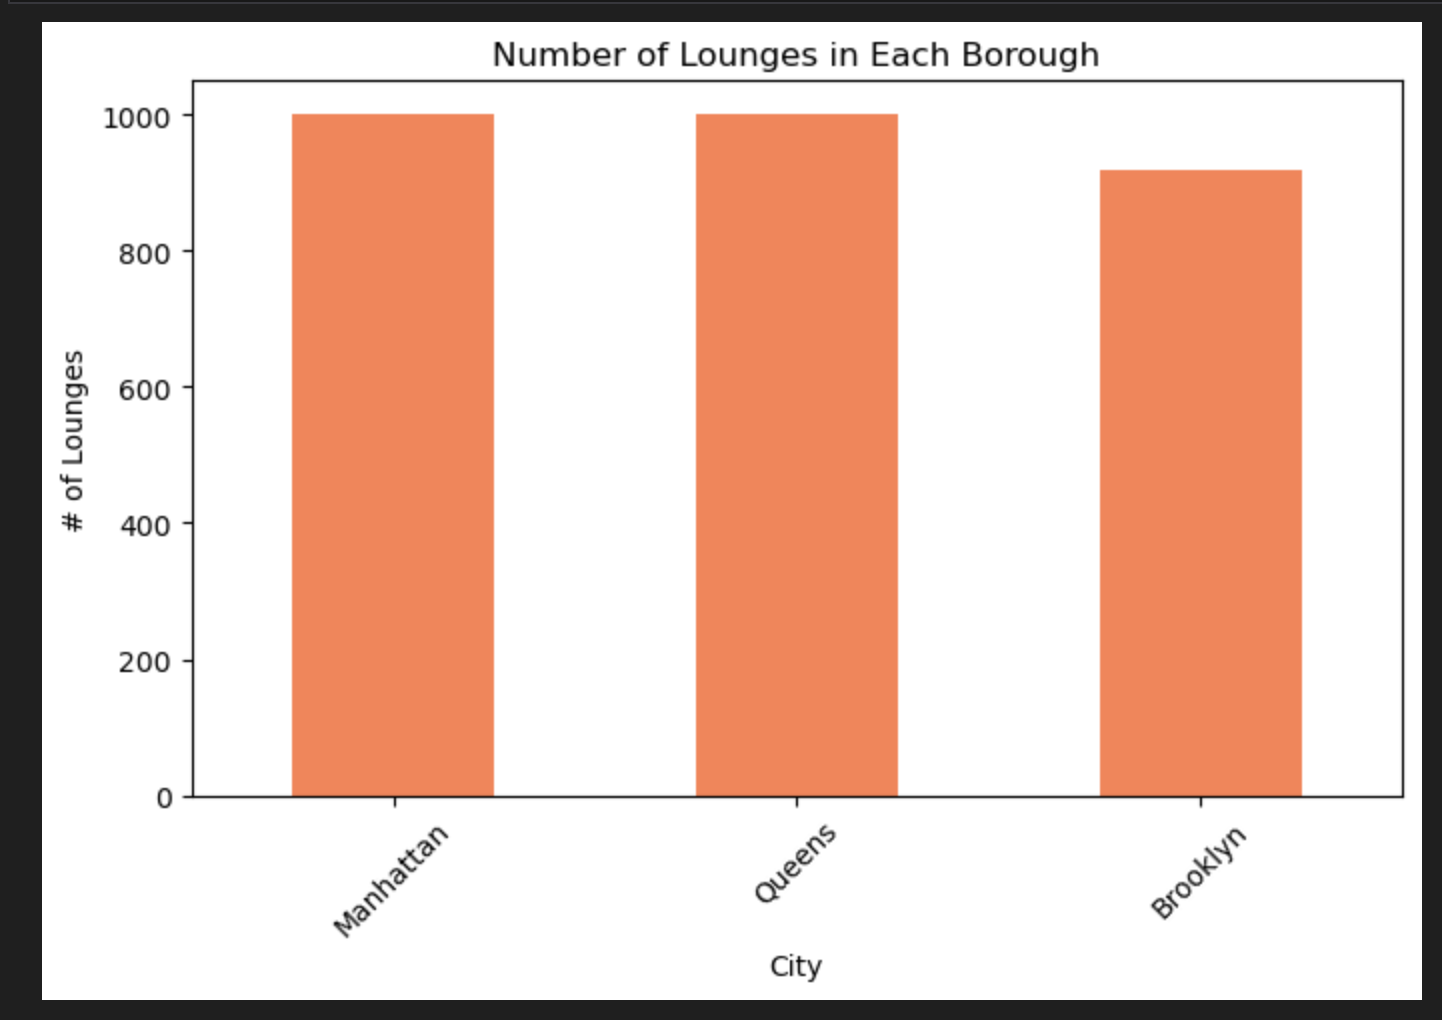 Number of Lounges in Each Borough
1000
800
600
400
200
0
# of Lounges
Manhattan
Queens
Brooklyn
City